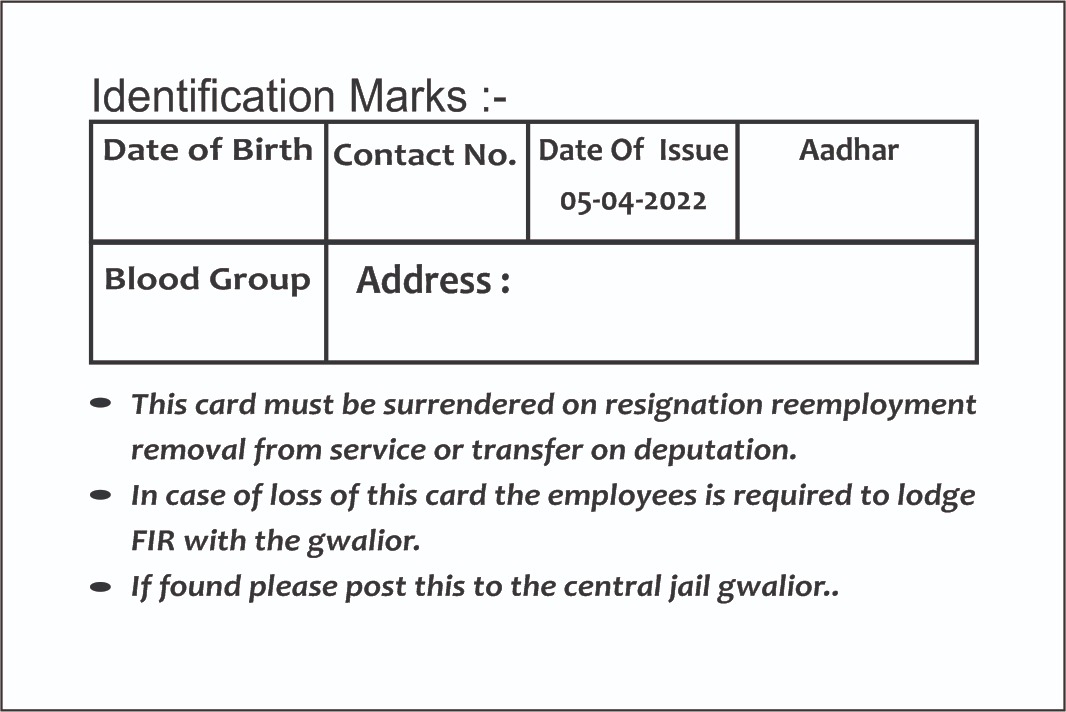 Identification Marks :-
Date of Birth
Contact No.
Date Of Issue
05-04-2022
Aadhar
Blood Group
Address :
This card must be surrendered on resignation reemployment
removal from service or transfer on deputation.
In case of loss of this card the employees is required to lodge
FIR with the gwalior.
If found please post this to the central jail gwalior..